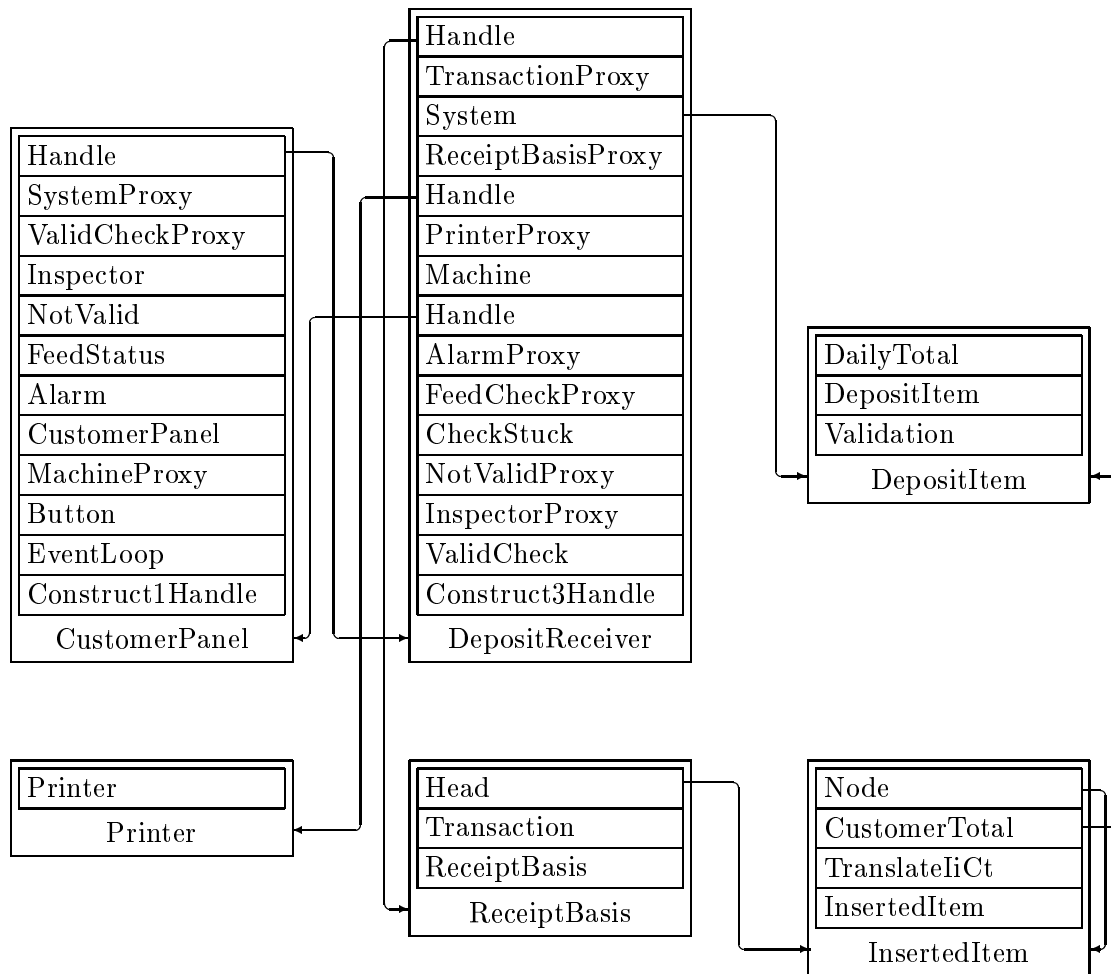 Handle
SystemProxy
ValidCheckProxy
Inspector
NotValid
FeedStatus
Alarm
CustomerPanel
MachineProxy
Button
EventLoop
Construct1Handle
CustomerPanel
Handle
TransactionProxy
System
ReceiptBasisProxy
Handle
PrinterProxy
Machine
Handle
AlarmProxy
FeedCheckProxy
CheckStuck
NotValidProxy
InspectorProxy
ValidCheck
Construct3Handle
DepositReceiver
DailyTotal
DepositItem
Validation
DepositItem
Printer
Printer
Head
Transaction
ReceiptBasis
ReceiptBasis
Node
CustomerTotal
TranslateIiCt
InsertedItem
InsertedItem